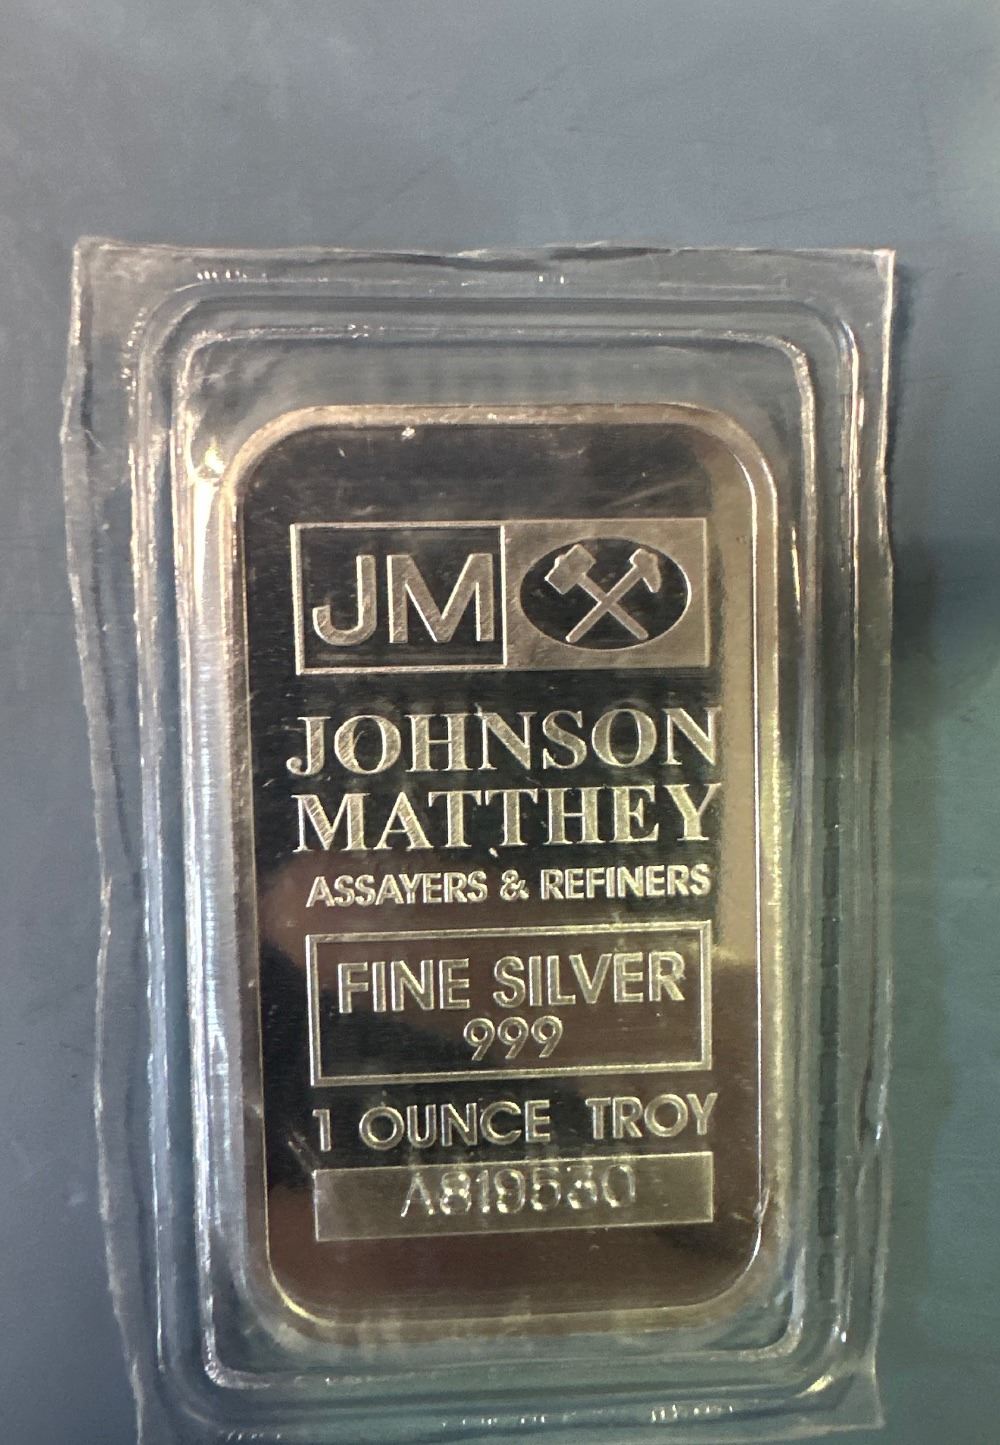 JM
JOHNSON
MATTHEY
ASSAYERS & REFINERS
FINE SILVER
999
1 OUNCE TROY
A819530